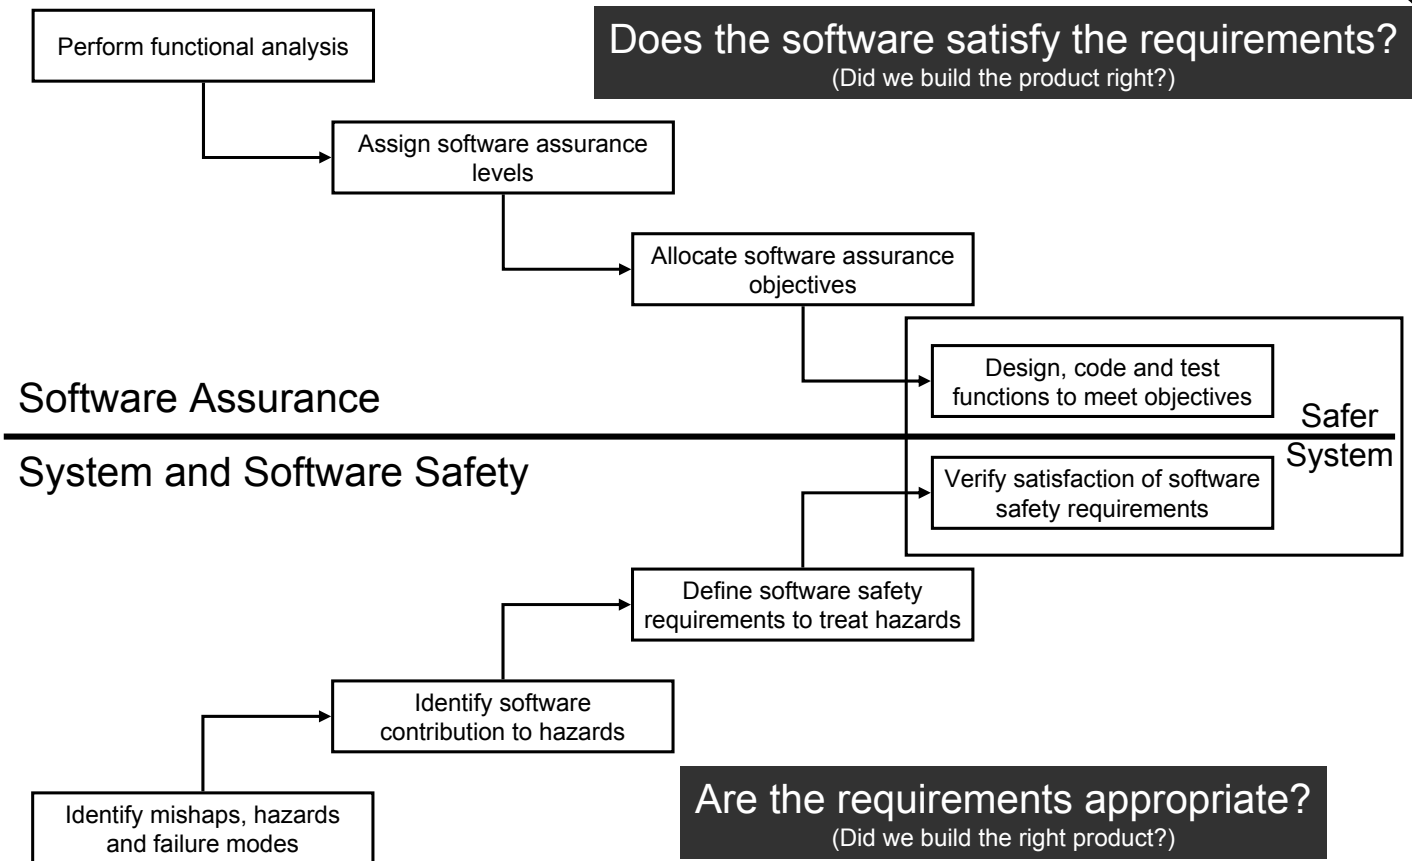 Perform functional analysis
Does the software satisfy the requirements?
(Did we build the product right?)
Assign software assurance
levels
Allocate software assurance
objectives
Design, code and test
functions to meet objectives
Software Assurance
Safer
System and Software Safety
System
Verify satisfaction of software
safety requirements
Define software safety
requirements to treat hazards
Identify software
contribution to hazards
Identify mishaps, hazards
and failure modes
Are the requirements appropriate?
(Did we build the right product?)